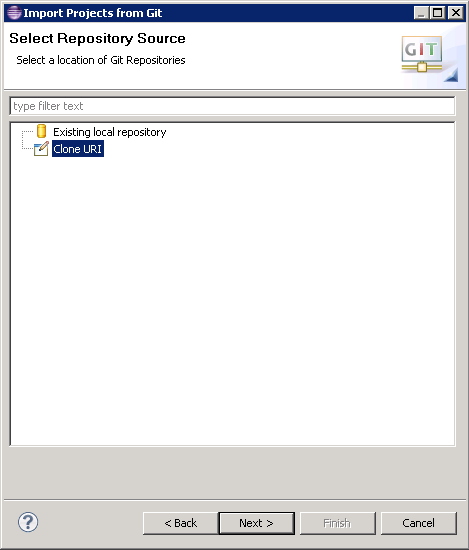 Import Projects from Git
Select Repository Source
Select a location of Git Repositories
GIT
type filter text
Existing local repository
Clone URI
?
< Back
Next >
Finish
Cancel